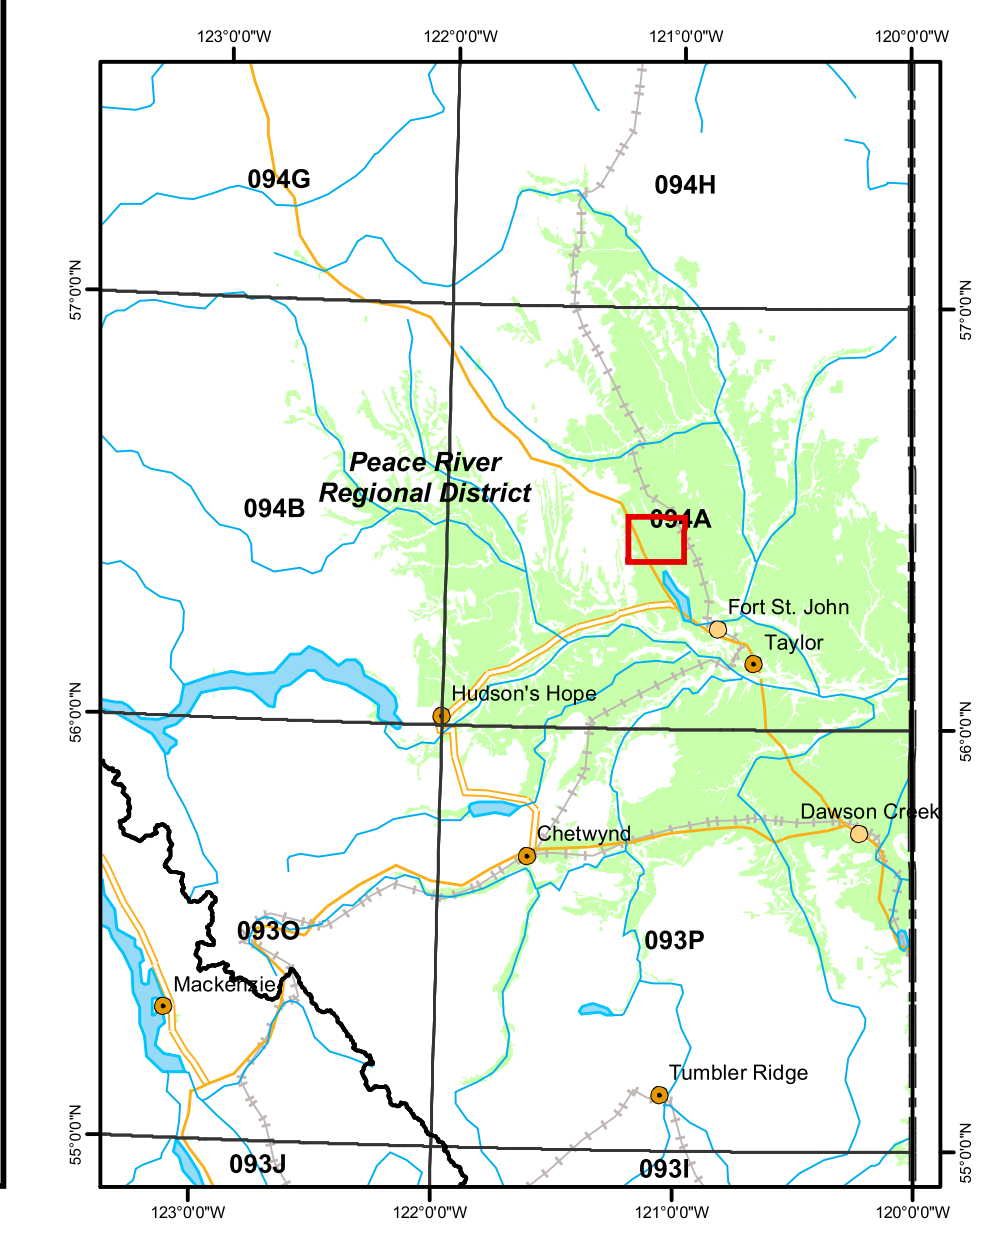 123°0'0"W
122°0'0"W
121°0'0"W
120°0'0"W
094G
094H
57°0'0"N
57°0'0"N
Peace River
Regional District
094B
094A
Fort St. John
Taylor
Hudson's Hope
56°0'0"N
56°0'0"N
Dawson Creek
Chetwynd
093O
093P
Mackenzie
Tumbler Ridge
55°0'0"N
55°0'0"N
093J
093I
123°0'0"W
122°0'0"W
121°0'0"W
120°0'0"W